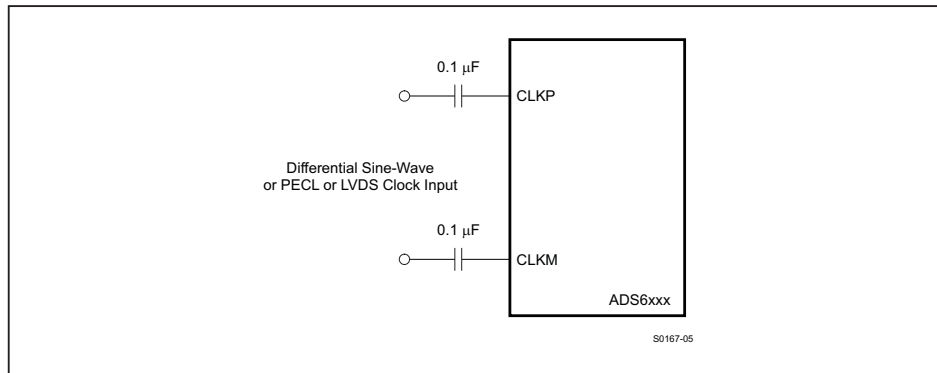 0.1 μF
CLKP
Differential Sine-Wave
or PECL or LVDS Clock Input
0.1 μF
CLKM
ADS6xxx
S0167-05